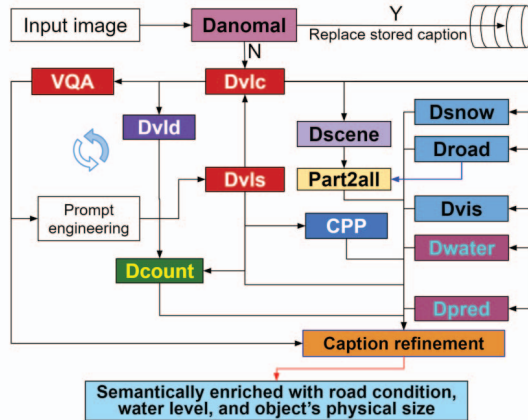 Input image
Danomal
Y
Replace stored caption
N
VQA
Dvlc
Dsnow
Dvld
Dscene
Droad
Dvls
Part2all
Prompt
engineering
Dvis
CPP
Dwater
Dcount
Dpred
Caption refinement
Semantically enriched with road condition,
water level, and object's physical size